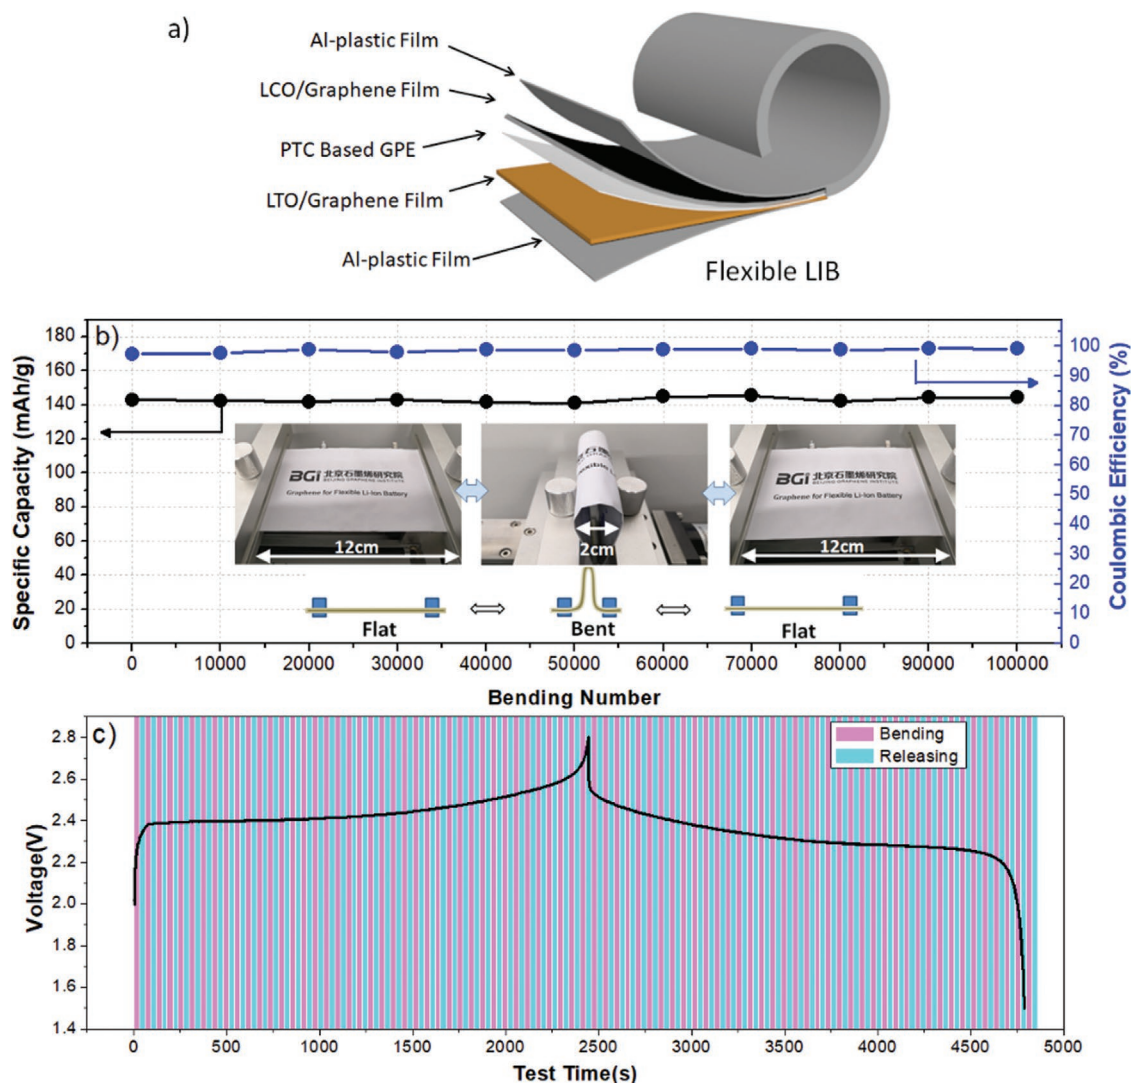 a)
Al-plastic Film
LCO/Graphene Film
PTC Based GPE
LTO/Graphene Film
Al-plastic Film
Flexible LIB
b)
Specific Capacity (mAh/g)
180
160
140
120
100
80
60
40
20
0
100
90
80
70
60
50
40
30
20
10
0
Coulombic Efficiency (%)
BGI 北京石墨烯研究院
BEIJING GRAPHENE INSTITUTE
Graphene for Flexible Li-Ion Battery
12cm
2cm
BGI 北京石墨烯研究院
BEIJING GRAPHENE INSTITUTE
Graphene for Flexible Li-Ion Battery
12cm
Flat
Bent
Flat
0 10000 20000 30000 40000 50000 60000 70000 80000 90000 100000
Bending Number
c)
Voltage(V)
2.8
2.6
2.4
2.2
2.0
1.8
1.6
1.4
Bending
Releasing
0 500 1000 1500 2000 2500 3000 3500 4000 4500 5000
Test Time(s)